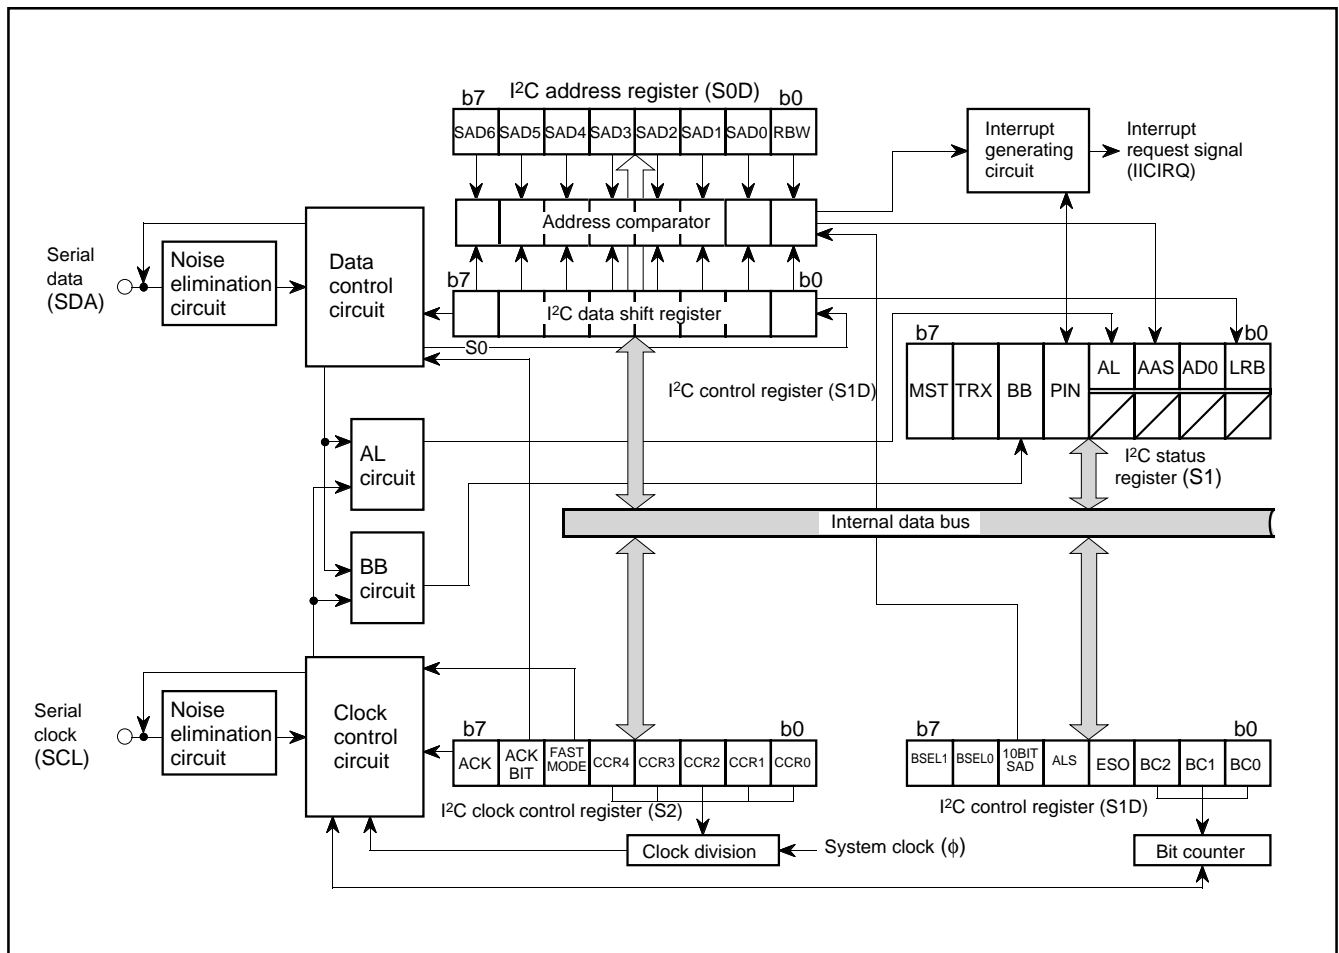 I²C address register (S0D)
b7 b0
SAD6 SAD5 SAD4 SAD3 SAD2 SAD1 SAD0 RBW
Interrupt
generating
circuit
Interrupt
request signal
(IICIRQ)
Address comparator
Serial
data
(SDA)
Noise
elimination
circuit
Data
control
circuit
b7 b0
I²C data shift register
S0
b7 b0
MST TRX BB PIN AL AAS AD0 LRB
I²C control register (S1D)
I²C status
register (S1)
AL
circuit
Internal data bus
BB
circuit
Serial
clock
(SCL)
Noise
elimination
circuit
Clock
control
circuit
b7 b0
ACK ACK BIT FAST MODE CCR4 CCR3 CCR2 CCR1 CCR0
I²C clock control register (S2)
b7 b0
BSEL1 BSEL0 10BIT SAD ALS ESO BC2 BC1 BC0
I²C control register (S1D)
Clock division
System clock (ϕ)
Bit counter